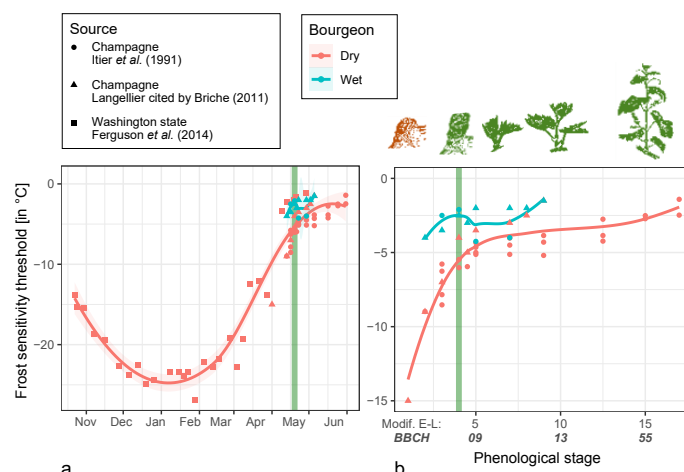 Source
Champagne
Itier et al. (1991)
Champagne
Langellier cited by Briche (2011)
Washington state
Ferguson et al. (2014)
Bourgeon
Dry
Wet
Frost sensitivity threshold [in °C]
0
−10
−20
Nov Dec Jan Feb Mar Apr May Jun
a
0
−5
−10
−15
Modif. E-L: 5 10 15
BBCH 09 13 55
Phenological stage
b